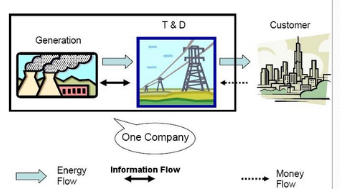 T & D
Generation
Customer
One Company
Energy
Flow
Information Flow
Money
Flow